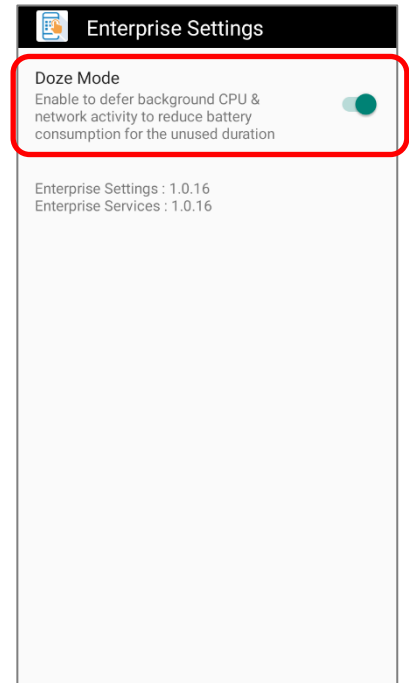 Enterprise Settings
Doze Mode
Enable to defer background CPU &
network activity to reduce battery
consumption for the unused duration
Enterprise Settings : 1.0.16
Enterprise Services : 1.0.16